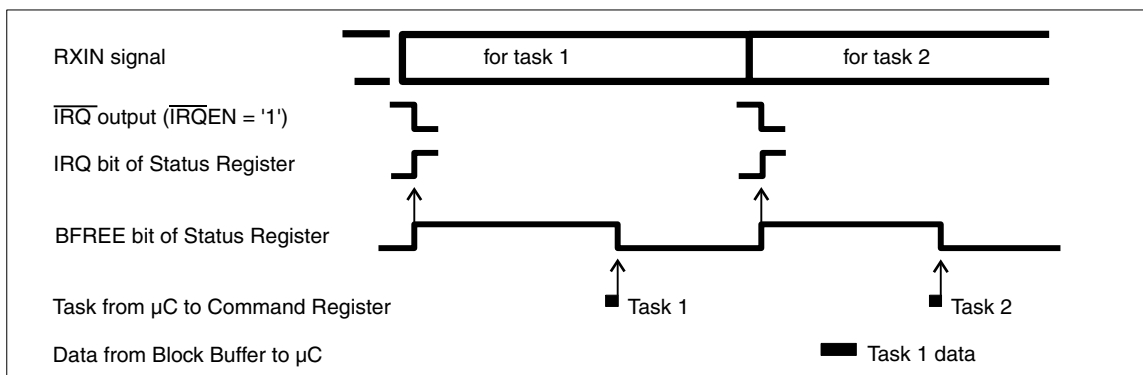 RXIN signal for task 1 for task 2
IRQ output (IRQEN = '1')
IRQ bit of Status Register
BFREE bit of Status Register
Task from µC to Command Register Task 1 Task 2
Data from Block Buffer to µC Task 1 data